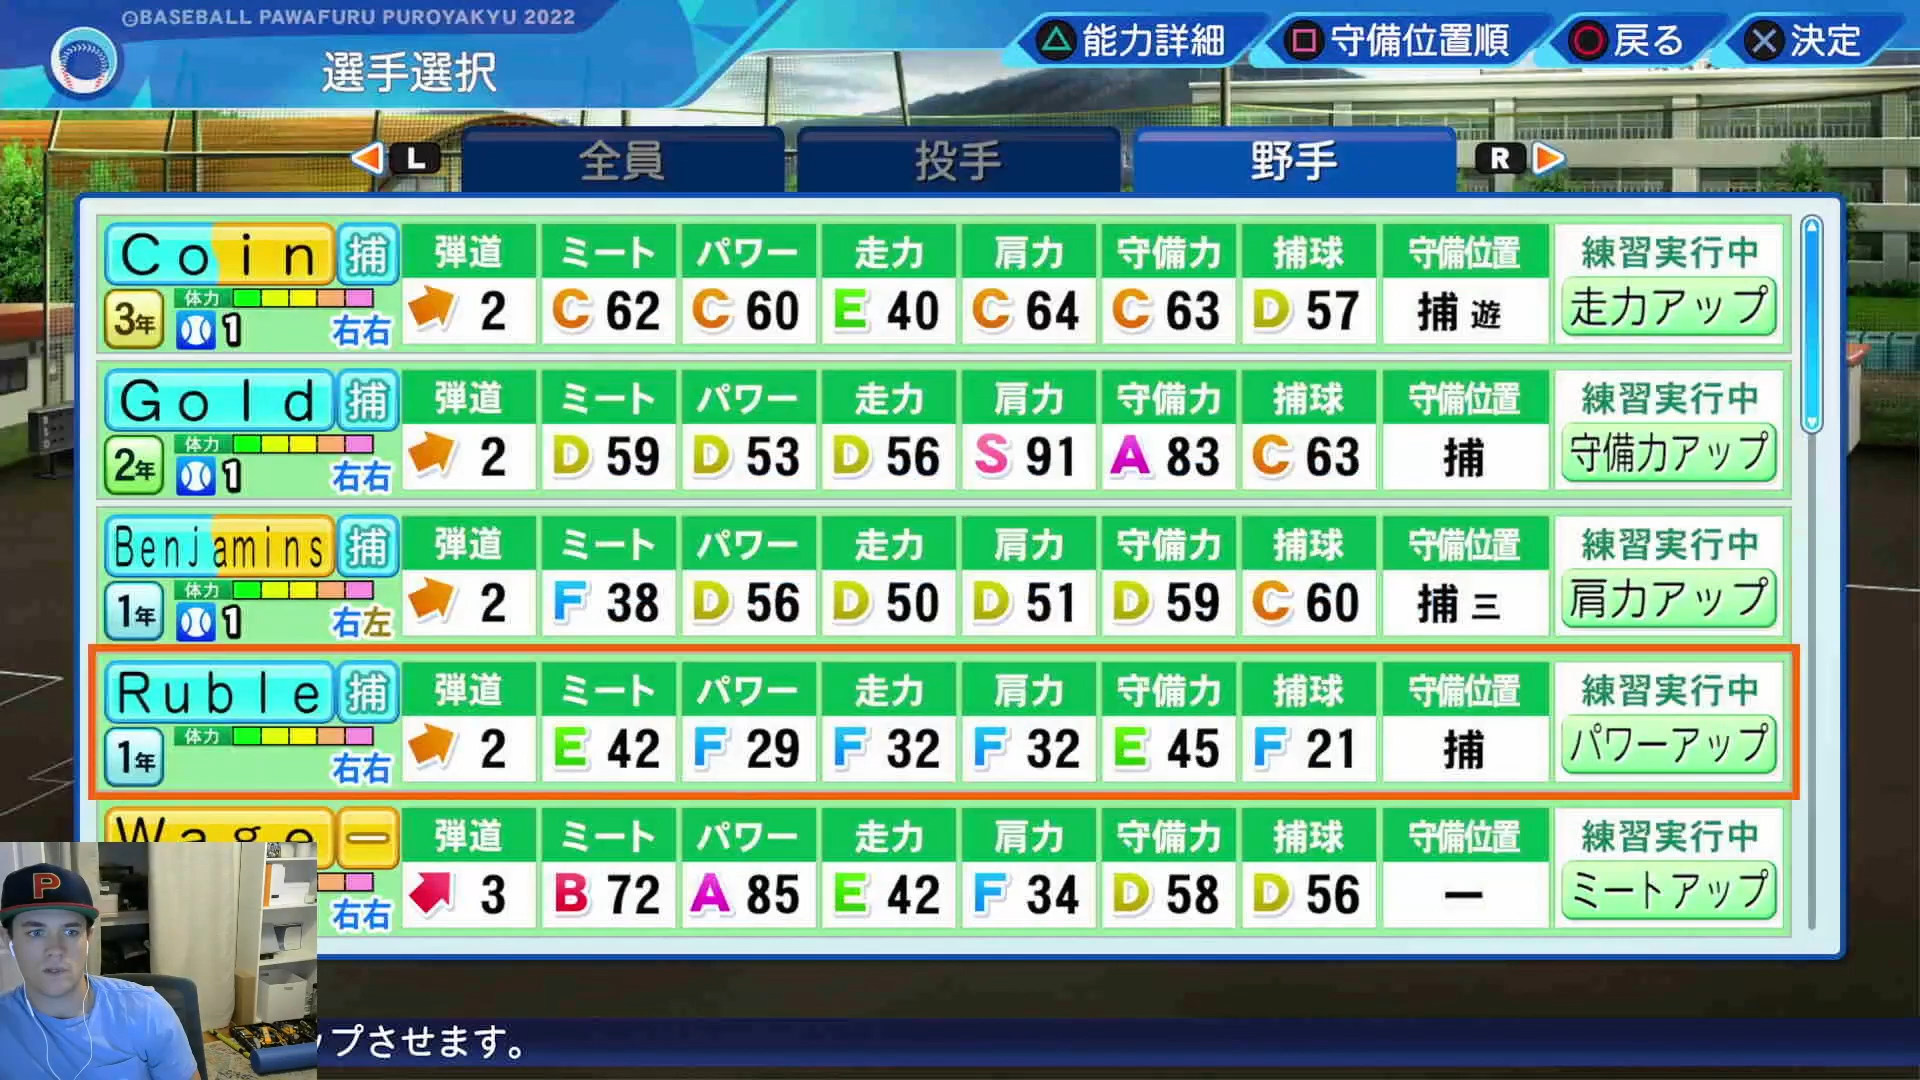 ©BASEBALL PAWAFURU PUROYAKYU 2022
選手選択
能力詳細 守備位置順 戻る 決定
L 全員 投手 野手 R
Coin 捕 弾道 ミート パワー 走力 肩力 守備力 捕球 守備位置 練習実行中
3年 体力 1 右右 2 C 62 C 60 E 40 C 64 C 63 D 57 捕 遊 走力アップ
Gold 捕 弾道 ミート パワー 走力 肩力 守備力 捕球 守備位置 練習実行中
2年 体力 1 右右 2 D 59 D 53 D 56 S 91 A 83 C 63 捕 守備力アップ
Benjamins 捕 弾道 ミート パワー 走力 肩力 守備力 捕球 守備位置 練習実行中
1年 体力 1 右左 2 F 38 D 56 D 50 D 51 D 59 C 60 捕 三 肩力アップ
Ruble 捕 弾道 ミート パワー 走力 肩力 守備力 捕球 守備位置 練習実行中
1年 体力 右右 2 E 42 F 29 F 32 F 32 E 45 F 21 捕 パワーアップ
Wage 一 弾道 ミート パワー 走力 肩力 守備力 捕球 守備位置 練習実行中
右右 3 B 72 A 85 E 42 F 34 D 58 D 56 一 ミートアップ
P
プさせます。